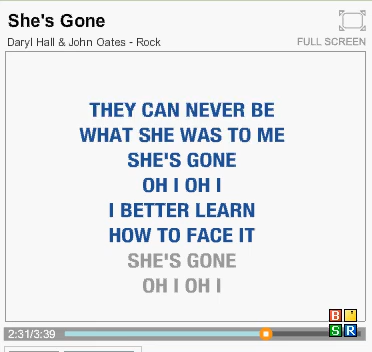 She's Gone
Daryl Hall & John Oates - Rock
FULL SCREEN
THEY CAN NEVER BE
WHAT SHE WAS TO ME
SHE'S GONE
OH I OH I
I BETTER LEARN
HOW TO FACE IT
SHE'S GONE
OH I OH I
B '
S R
2:31/3:39